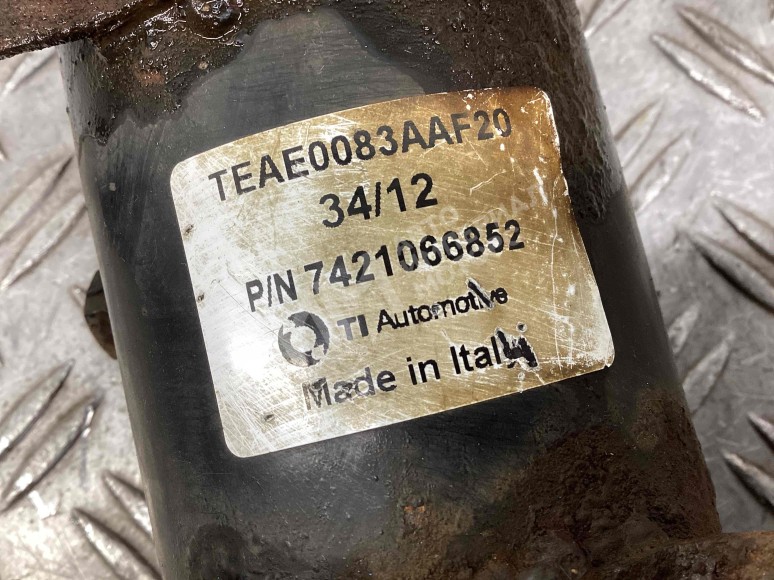 TEAE0083AAF20
34/12
P/N 7421066852
TI Automotive
Made in Italy